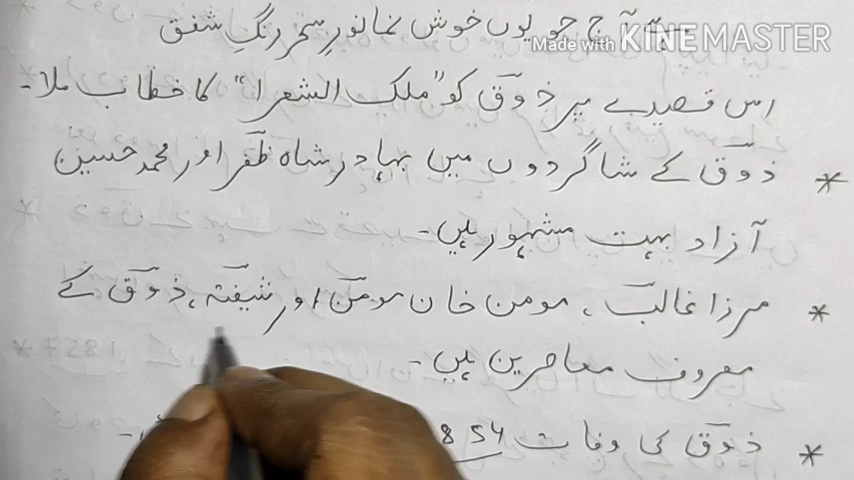 ہے آج جو یوں خوش نما نورِ سحر رنگِ شفق
Made with KINEMASTER
اس قصیدے پر ذوقؔ کو "ملک الشعرا" کا خطاب ملا۔
* ذوقؔ کے شاگردوں میں بہادر شاہ ظفرؔ اور محمد حسین
آزاد بہت مشہور ہیں۔
* مرزا غالبؔ، مومن خان مومنؔ اور شیفتہؔ، ذوقؔ کے
معروف معاصرین ہیں۔
* ذوقؔ کی وفات 1854